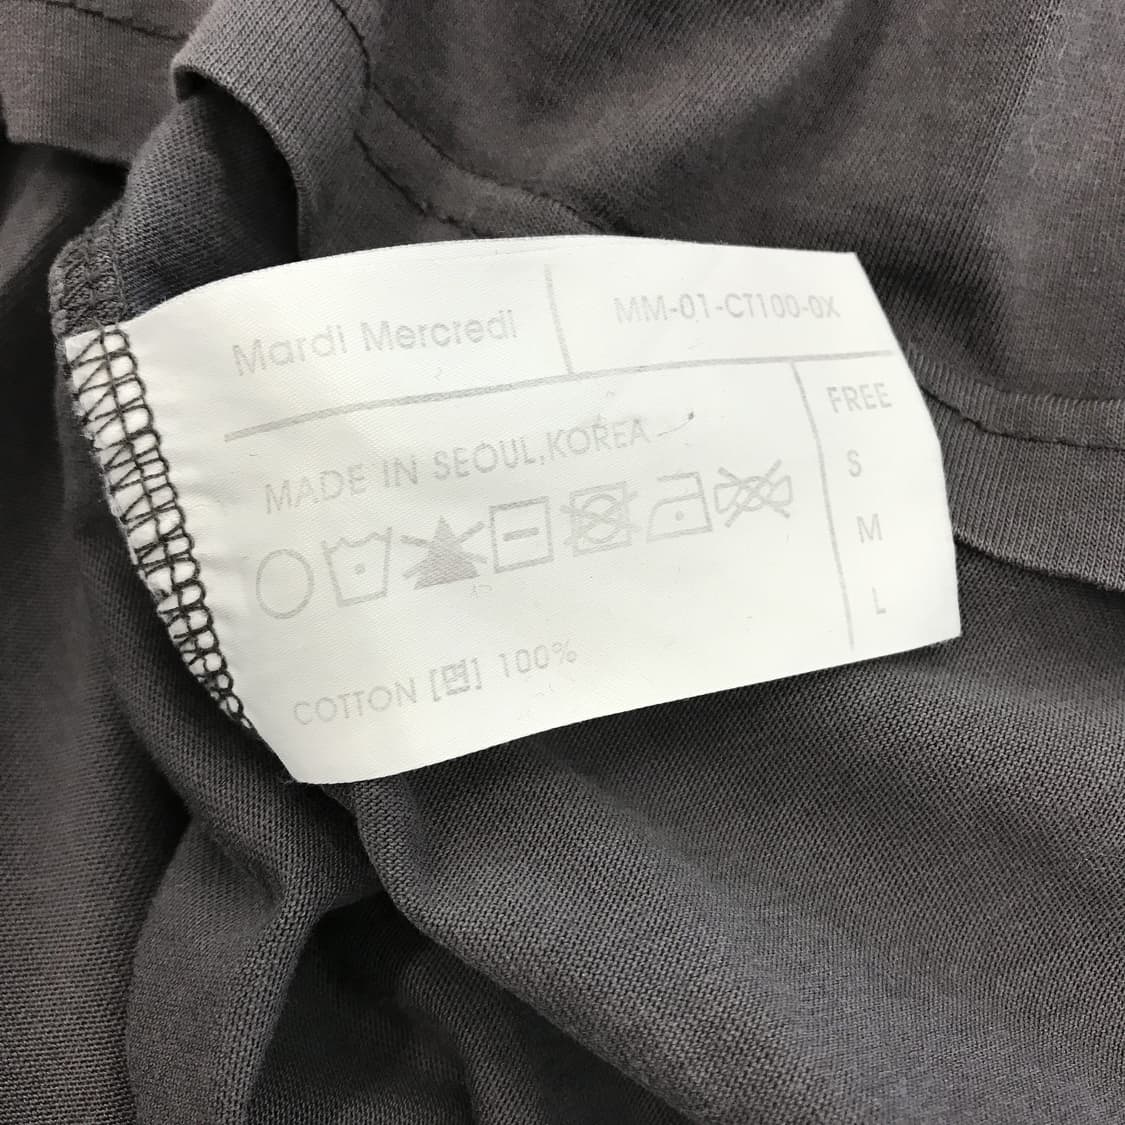 Mardi Mercredi
MM-01-CT100-0X
MADE IN SEOUL,KOREA
COTTON [면] 100%
FREE
S
M
L